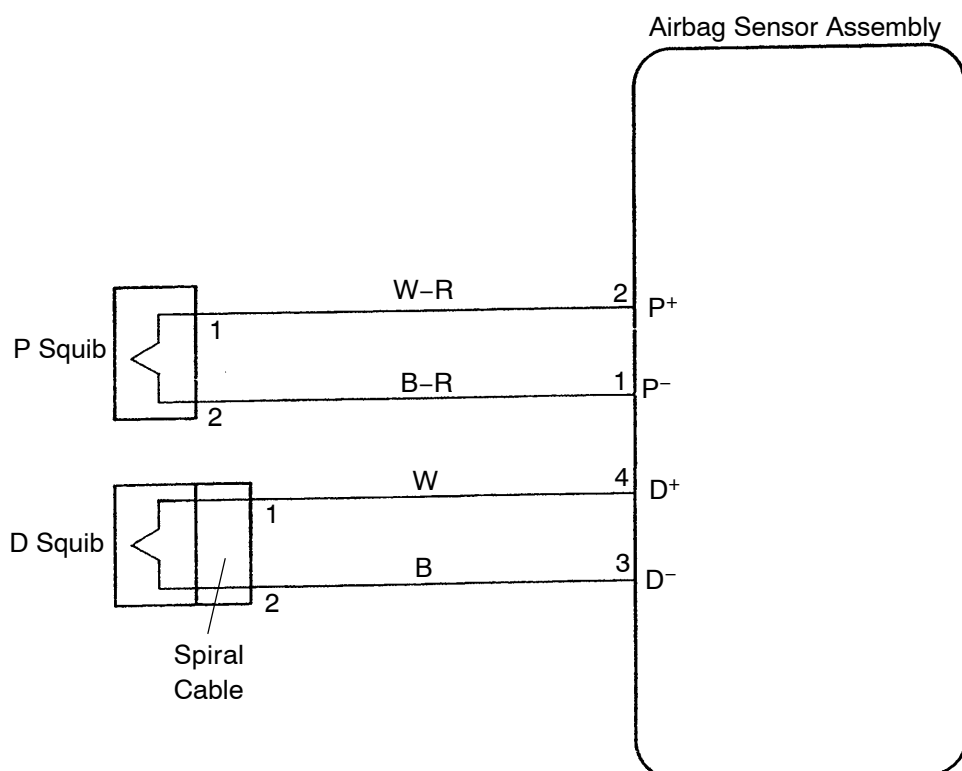 Airbag Sensor Assembly
W–R
2
P+
P Squib
1
B–R
1
P−
2
W
4
D+
1
D Squib
B
3
D−
2
Spiral
Cable